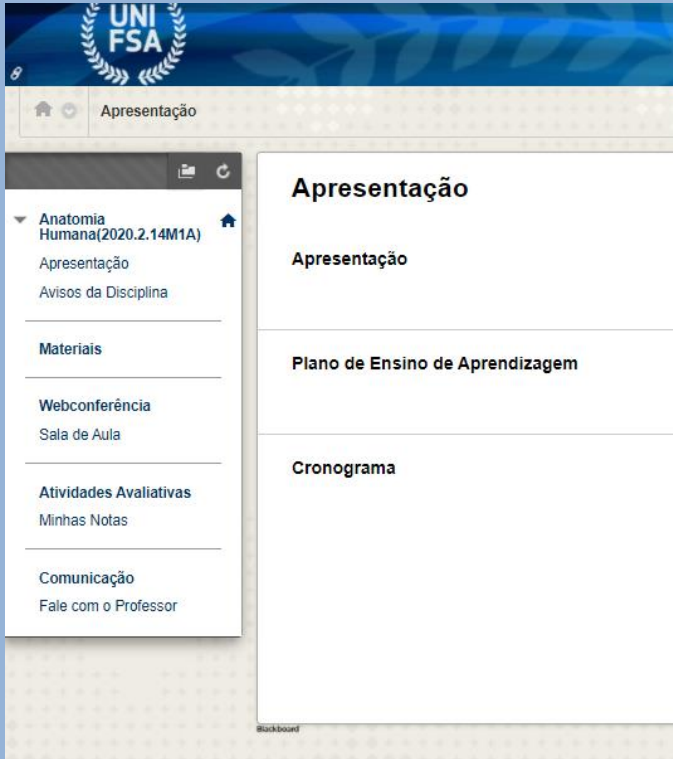 UNI
FSA
Apresentação
Anatomia
Humana(2020.2.14M1A)
Apresentação
Avisos da Disciplina
Materiais
Webconferência
Sala de Aula
Atividades Avaliativas
Minhas Notas
Comunicação
Fale com o Professor
Apresentação
Apresentação
Plano de Ensino de Aprendizagem
Cronograma
Blackboard